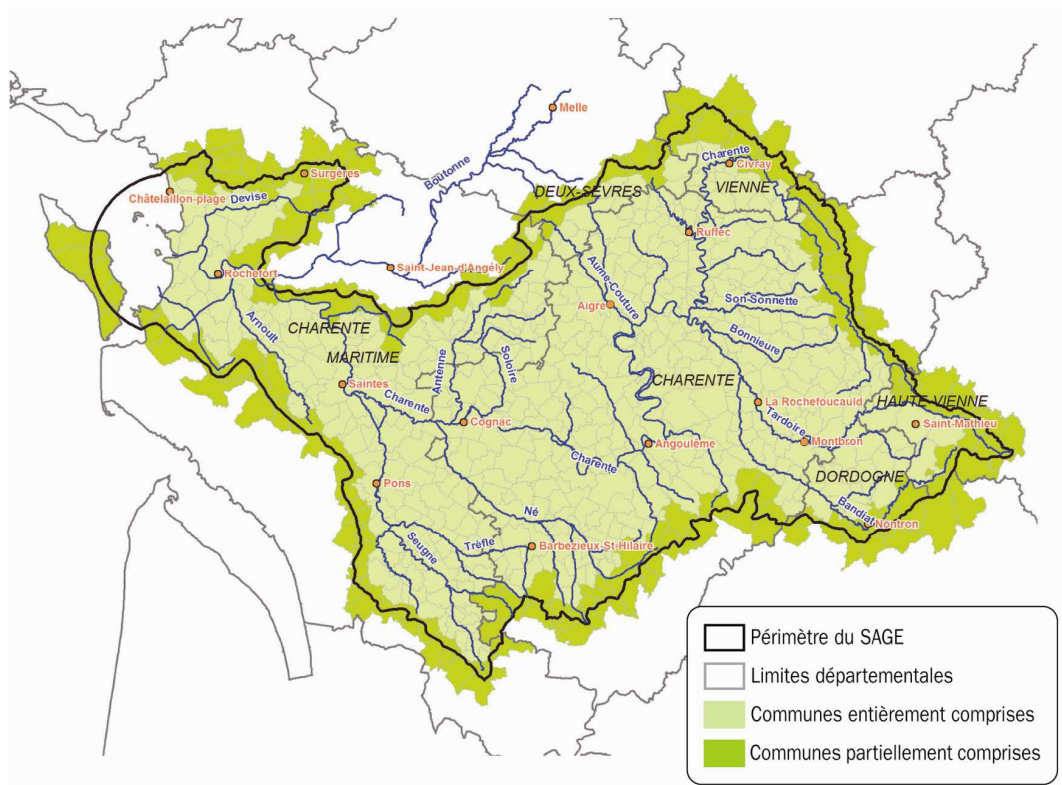 Melle
Charente
Civray
Boutonne
Surgères
DEUX-SEVRES
VIENNE
Châtelaillon-plage
Devise
Ruffec
Saint-Jean-d'Angély
Rochefort
Aume-Couture
Son-Sonnette
Aigre
Arnoult
CHARENTE
MARITIME
Bonnieure
Antenne
Soloire
Saintes
Charente
CHARENTE
HAUTE-VIENNE
La Rochefoucauld
Tardoire
Saint-Mathieu
Cognac
Angoulême
Montbron
Charente
DORDOGNE
Pons
Bandiat
Nontron
Né
Seugne
Trèfle
Barbezieux-St-Hilaire
Périmètre du SAGE
Limites départementales
Communes entièrement comprises
Communes partiellement comprises